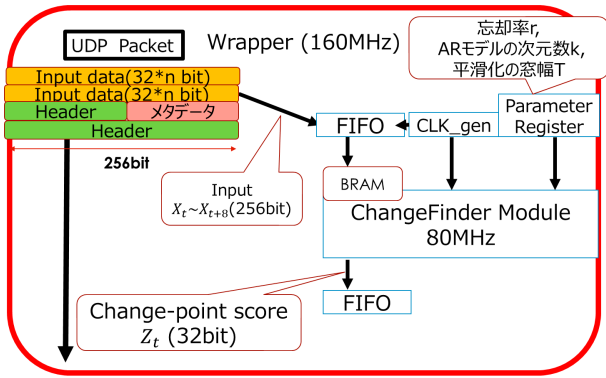 忘却率r,
ARモデルの次元数k,
平滑化の窓幅T
UDP Packet
Wrapper (160MHz)
Input data(32*n bit)
Input data(32*n bit)
Header
メタデータ
Header
256bit
FIFO
CLK_gen
Parameter
Register
Input
X_t~X_{t+8}(256bit)
BRAM
ChangeFinder Module
80MHz
Change-point score
Z_t (32bit)
FIFO